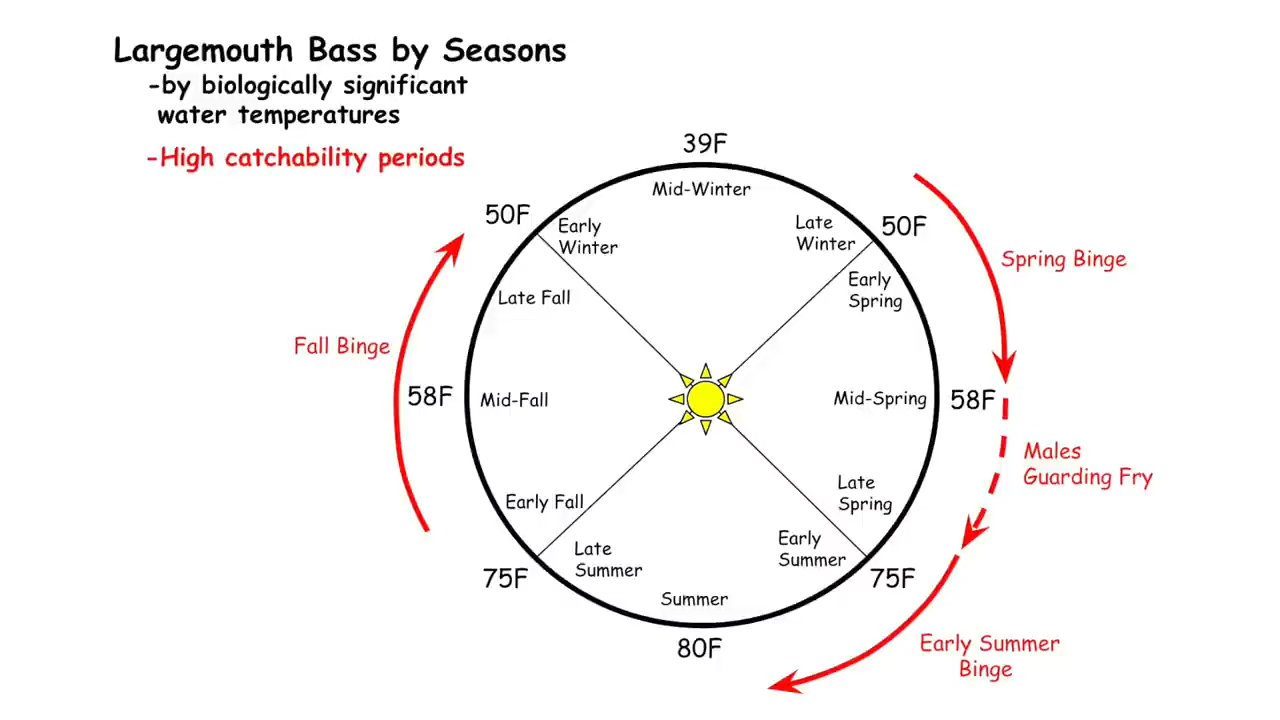 Largemouth Bass by Seasons
-by biologically significant
water temperatures
-High catchability periods
39F
Mid-Winter
50F
Early
Winter
Late
Winter
50F
Early
Spring
Spring Binge
Late Fall
Fall Binge
58F
Mid-Fall
Mid-Spring
58F
Males
Guarding Fry
Late
Spring
Early Fall
Early
Summer
Late
Summer
75F
75F
Summer
80F
Early Summer
Binge